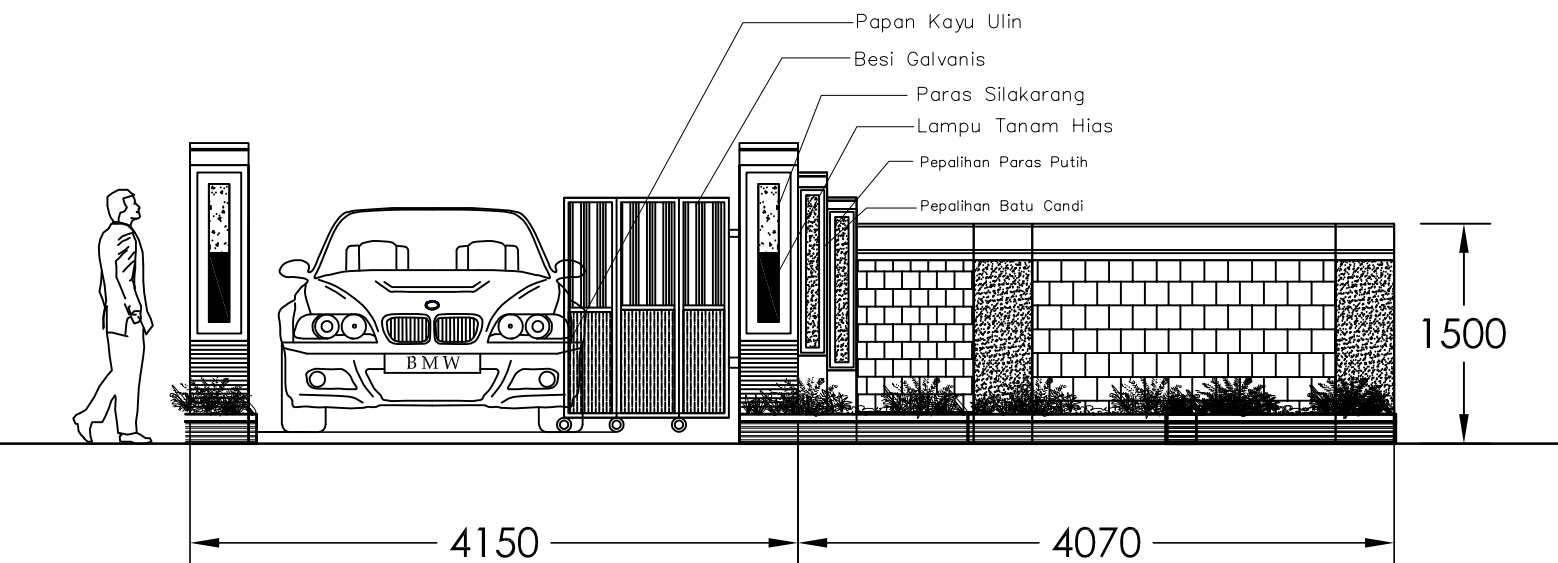 Papan Kayu Ulin
Besi Galvanis
Paras Silakarang
Lampu Tanam Hias
Pepalihan Paras Putih
Pepalihan Batu Candi
1500
BMW
4150
4070